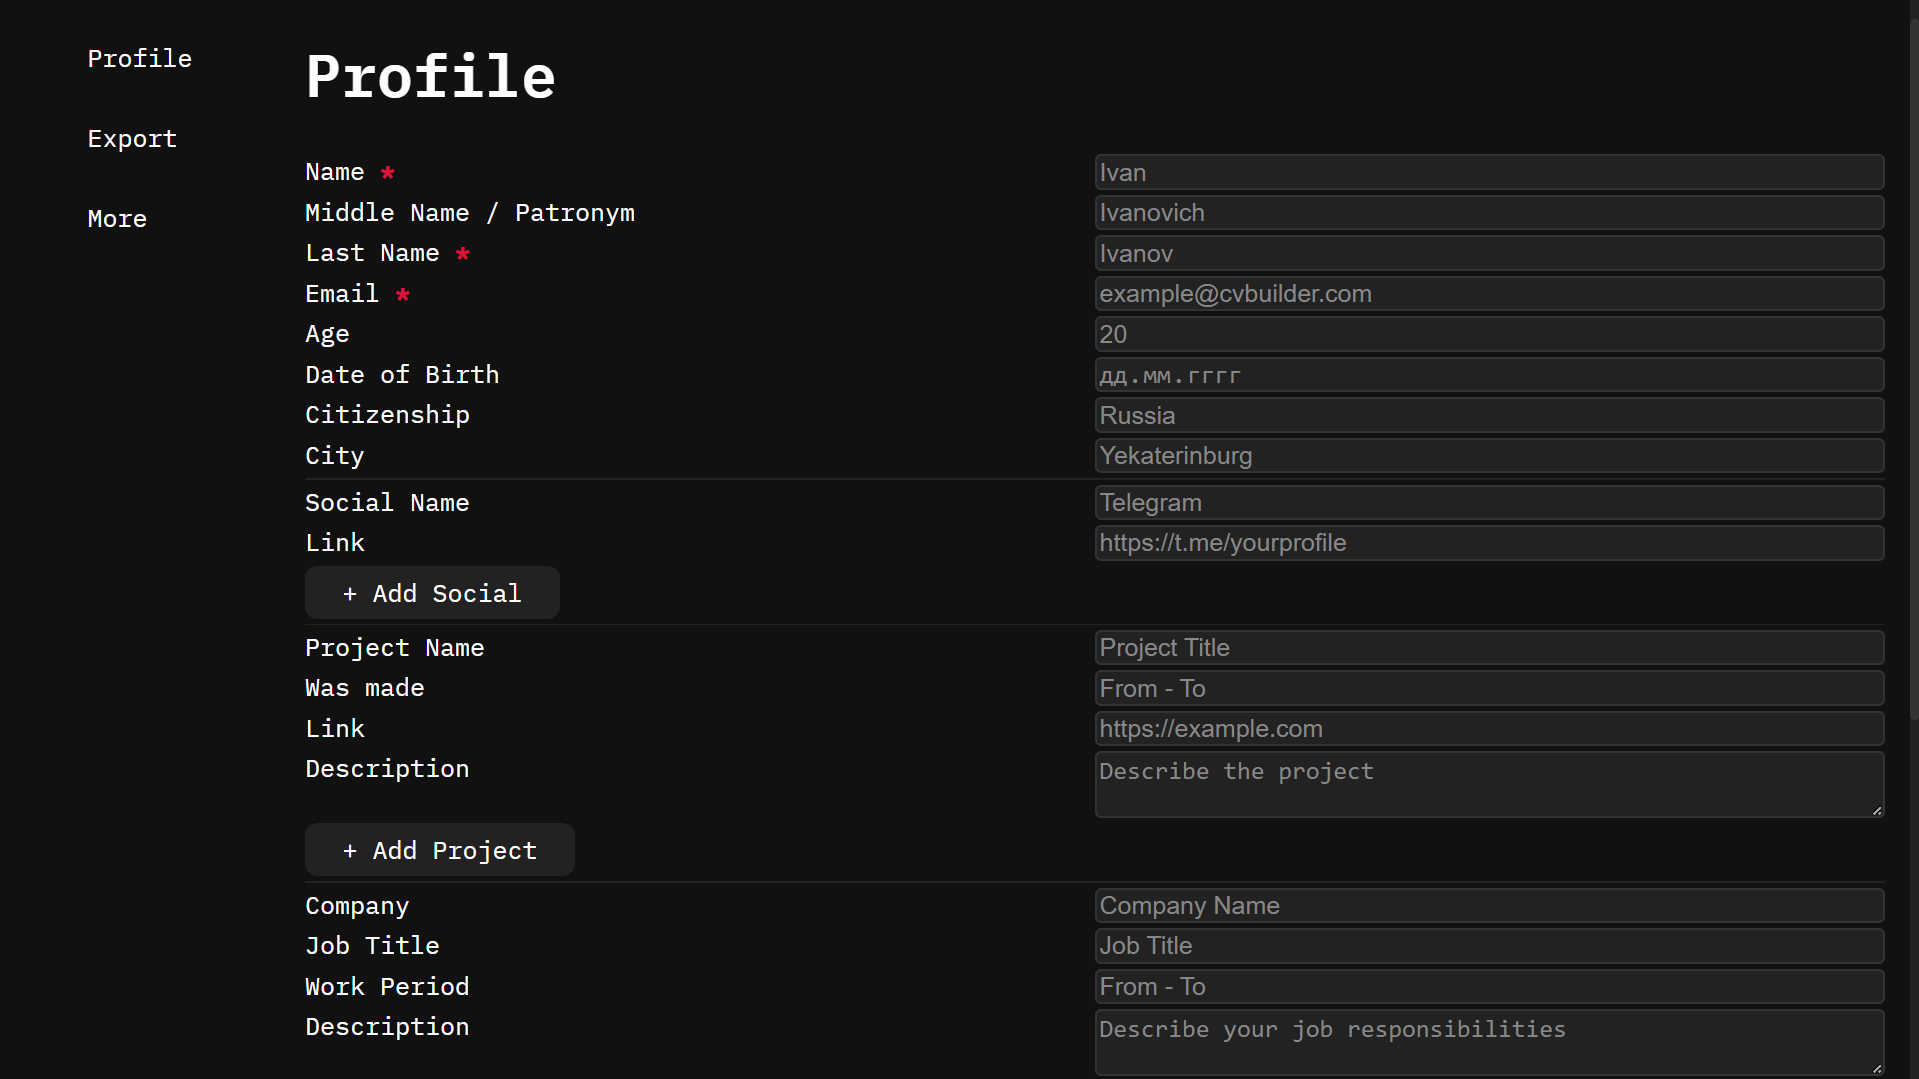 Profile
Export
More
Profile
Name * Ivan
Middle Name / Patronym Ivanovich
Last Name * Ivanov
Email * example@cvbuilder.com
Age 20
Date of Birth дд.мм.гггг
Citizenship Russia
City Yekaterinburg
Social Name Telegram
Link https://t.me/yourprofile
+ Add Social
Project Name Project Title
Was made From - To
Link https://example.com
Description Describe the project
+ Add Project
Company Company Name
Job Title Job Title
Work Period From - To
Description Describe your job responsibilities